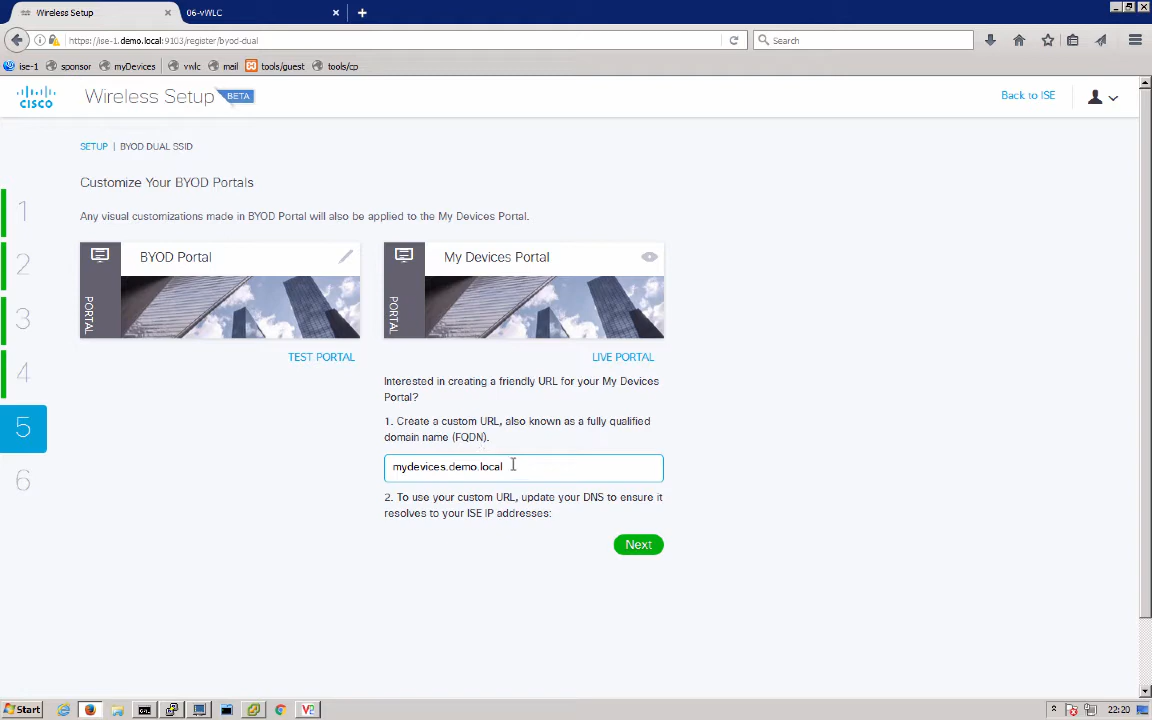 Wireless Setup
06-vWLC
https://ise-1.demo.local:9103/register/byod-dual
Search
ise-1 sponsor myDevices vwlc mail tools/guest tools/cp
CISCO
Wireless Setup BETA
Back to ISE
SETUP | BYOD DUAL SSID
Customize Your BYOD Portals
Any visual customizations made in BYOD Portal will also be applied to the My Devices Portal.
1
2
3
4
5
6
PORTAL
BYOD Portal
TEST PORTAL
PORTAL
My Devices Portal
LIVE PORTAL
Interested in creating a friendly URL for your My Devices
Portal?
1. Create a custom URL, also known as a fully qualified
domain name (FQDN).
mydevices.demo.local
2. To use your custom URL, update your DNS to ensure it
resolves to your ISE IP addresses:
Next
Start
22:20